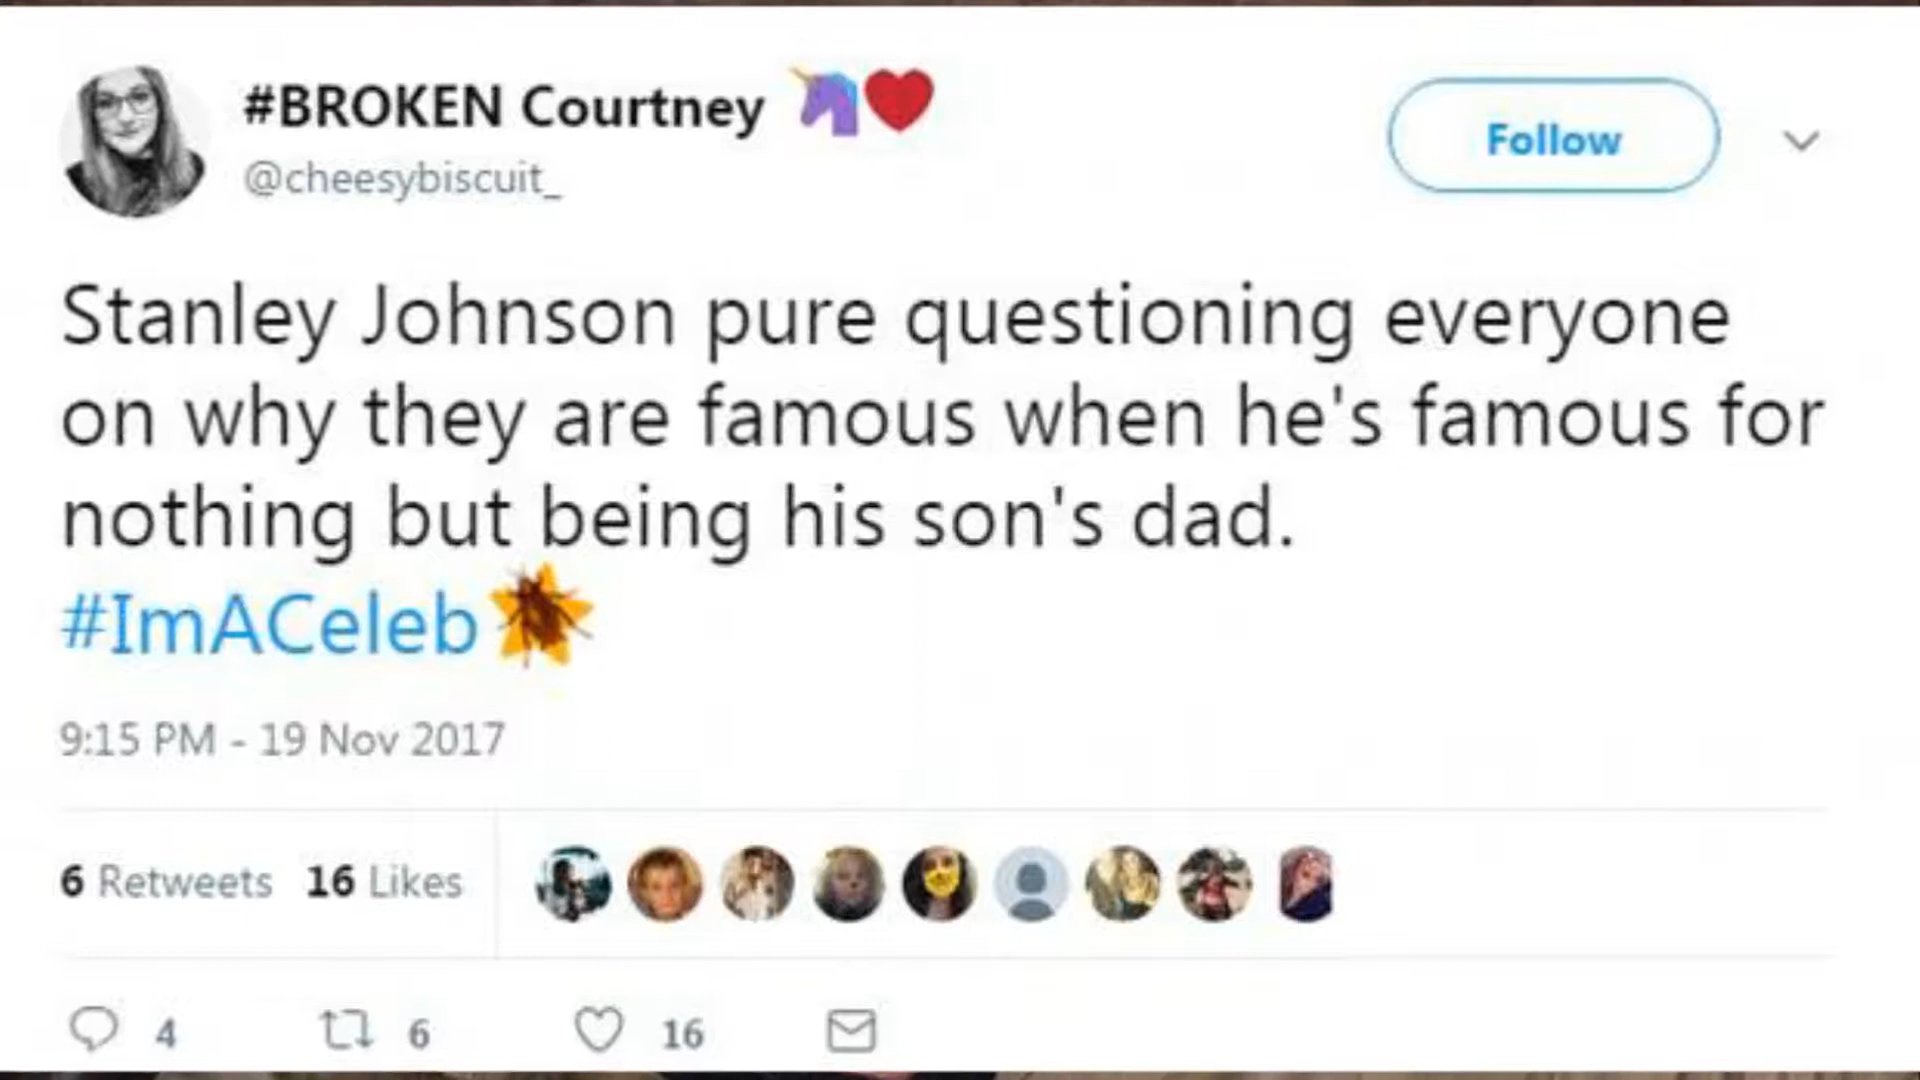 #BROKEN Courtney 🦄❤️
@cheesybiscuit_
Follow
Stanley Johnson pure questioning everyone
on why they are famous when he's famous for
nothing but being his son's dad.
#ImACeleb
9:15 PM - 19 Nov 2017
6 Retweets 16 Likes
4 6 16